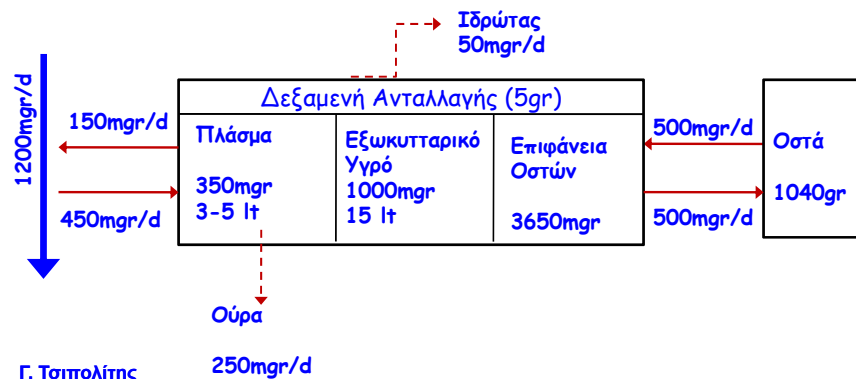 Ιδρώτας
50mgr/d
1200mgr/d
Δεξαμενή Ανταλλαγής (5gr)
150mgr/d
450mgr/d
Πλάσμα
350mgr
3-5 lt
Εξωκυτταρικό
Υγρό
1000mgr
15 lt
Επιφάνεια
Οστών
3650mgr
500mgr/d
500mgr/d
Οστά
1040gr
Ούρα
250mgr/d
Γ. Τσιπολίτης